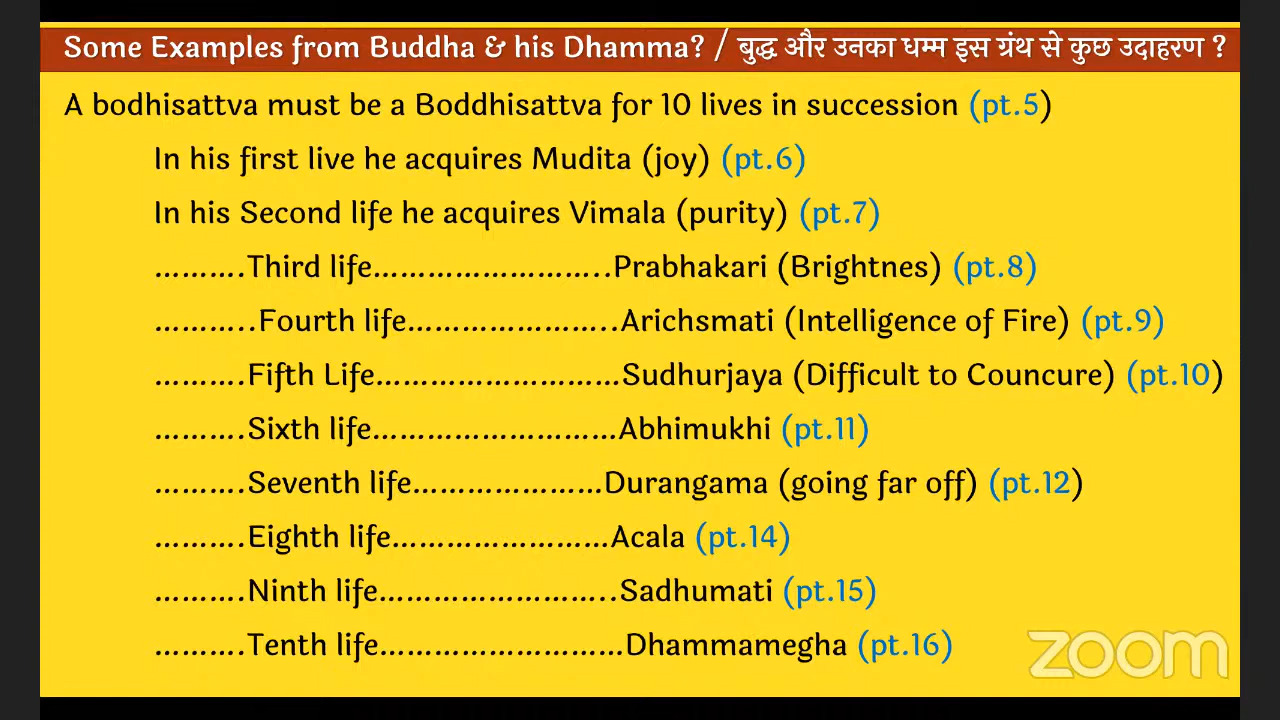 Some Examples from Buddha & his Dhamma? / बुद्ध और उनका धम्म इस ग्रंथ से कुछ उदाहरण ?
A bodhisattva must be a Boddhisattva for 10 lives in succession (pt.5)
In his first live he acquires Mudita (joy) (pt.6)
In his Second life he acquires Vimala (purity) (pt.7)
……….Third life……………………..Prabhakari (Brightnes) (pt.8)
………..Fourth life…………………..Arichsmati (Intelligence of Fire) (pt.9)
……….Fifth Life………………………Sudhurjaya (Difficult to Councure) (pt.10)
……….Sixth life………………………Abhimukhi (pt.11)
……….Seventh life…………………Durangama (going far off) (pt.12)
……….Eighth life……………………Acala (pt.14)
……….Ninth life……………………..Sadhumati (pt.15)
……….Tenth life………………………Dhammamegha (pt.16)
zoom